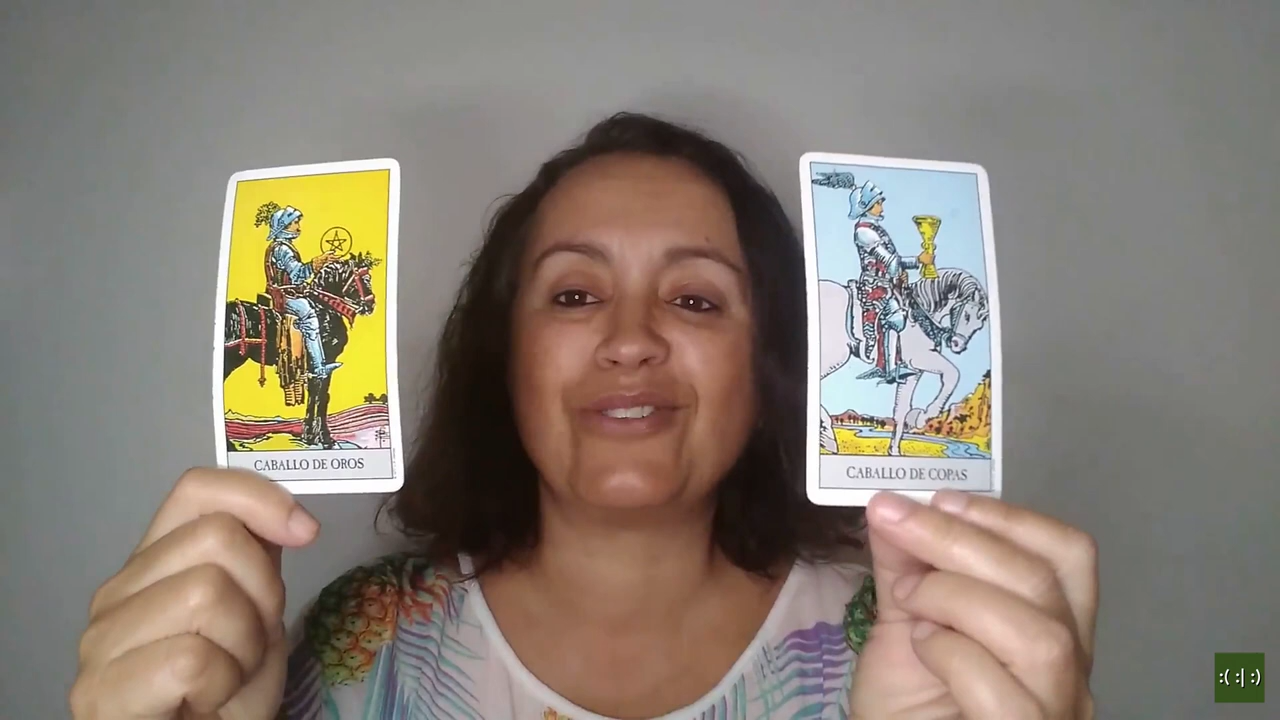 CABALLO DE OROS
CABALLO DE COPAS
:( :| :)